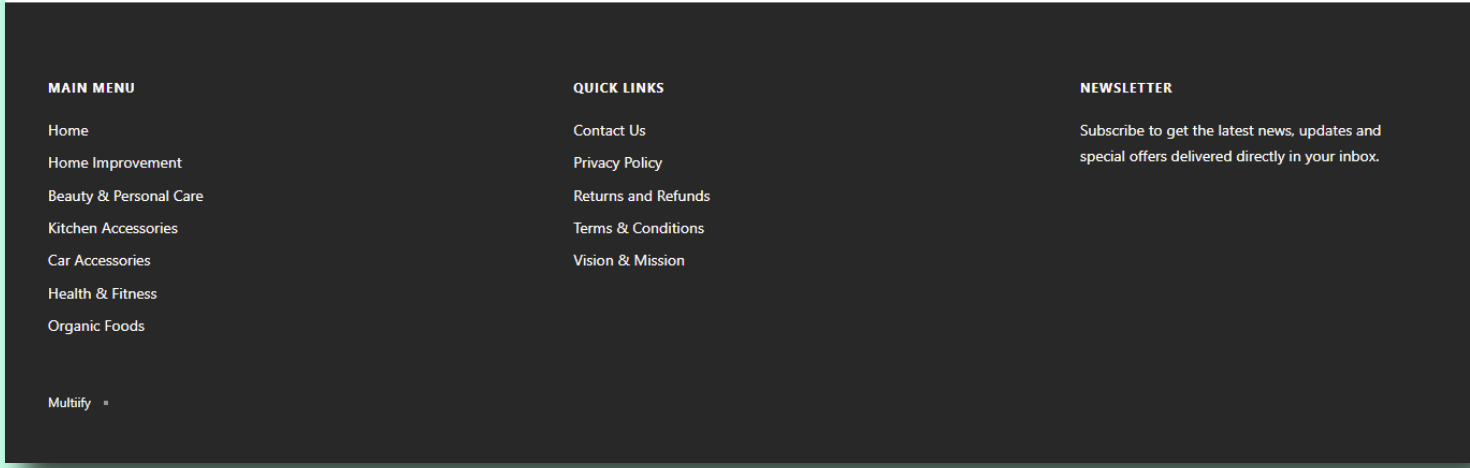 MAIN MENU
Home
Home Improvement
Beauty & Personal Care
Kitchen Accessories
Car Accessories
Health & Fitness
Organic Foods
QUICK LINKS
Contact Us
Privacy Policy
Returns and Refunds
Terms & Conditions
Vision & Mission
NEWSLETTER
Subscribe to get the latest news, updates and
special offers delivered directly in your inbox.
Multiify